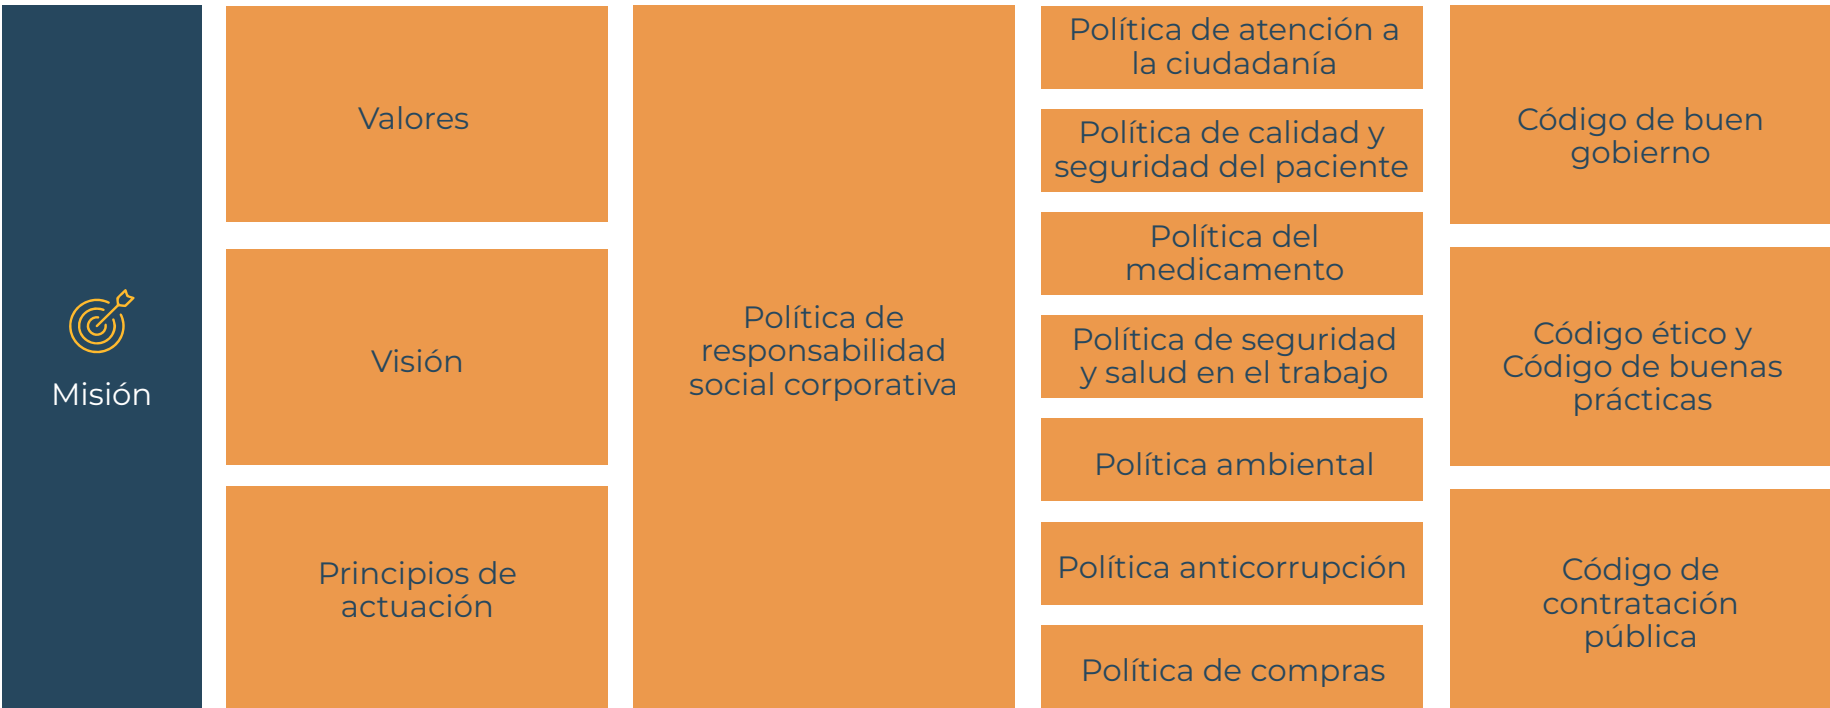 Misión
Valores
Visión
Principios de
actuación
Política de
responsabilidad
social corporativa
Política de atención a
la ciudadanía
Política de calidad y
seguridad del paciente
Política del
medicamento
Política de seguridad
y salud en el trabajo
Política ambiental
Política anticorrupción
Política de compras
Código de buen
gobierno
Código ético y
Código de buenas
prácticas
Código de
contratación
pública